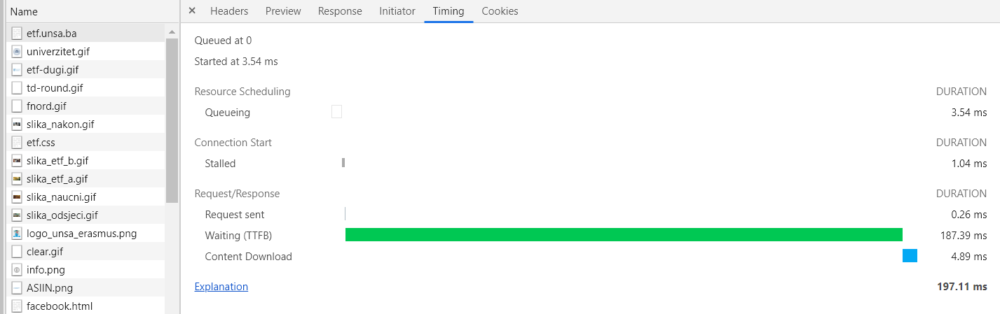 Name
etf.unsa.ba
univerzitet.gif
etf-dugi.gif
td-round.gif
fnord.gif
slika_nakon.gif
etf.css
slika_etf_b.gif
slika_etf_a.gif
slika_naucni.gif
slika_odsjeci.gif
logo_unsa_erasmus.png
clear.gif
info.png
ASIIN.png
facebook.html
× Headers Preview Response Initiator Timing Cookies
Queued at 0
Started at 3.54 ms
Resource Scheduling DURATION
Queueing 3.54 ms
Connection Start DURATION
Stalled 1.04 ms
Request/Response DURATION
Request sent 0.26 ms
Waiting (TTFB) 187.39 ms
Content Download 4.89 ms
Explanation 197.11 ms